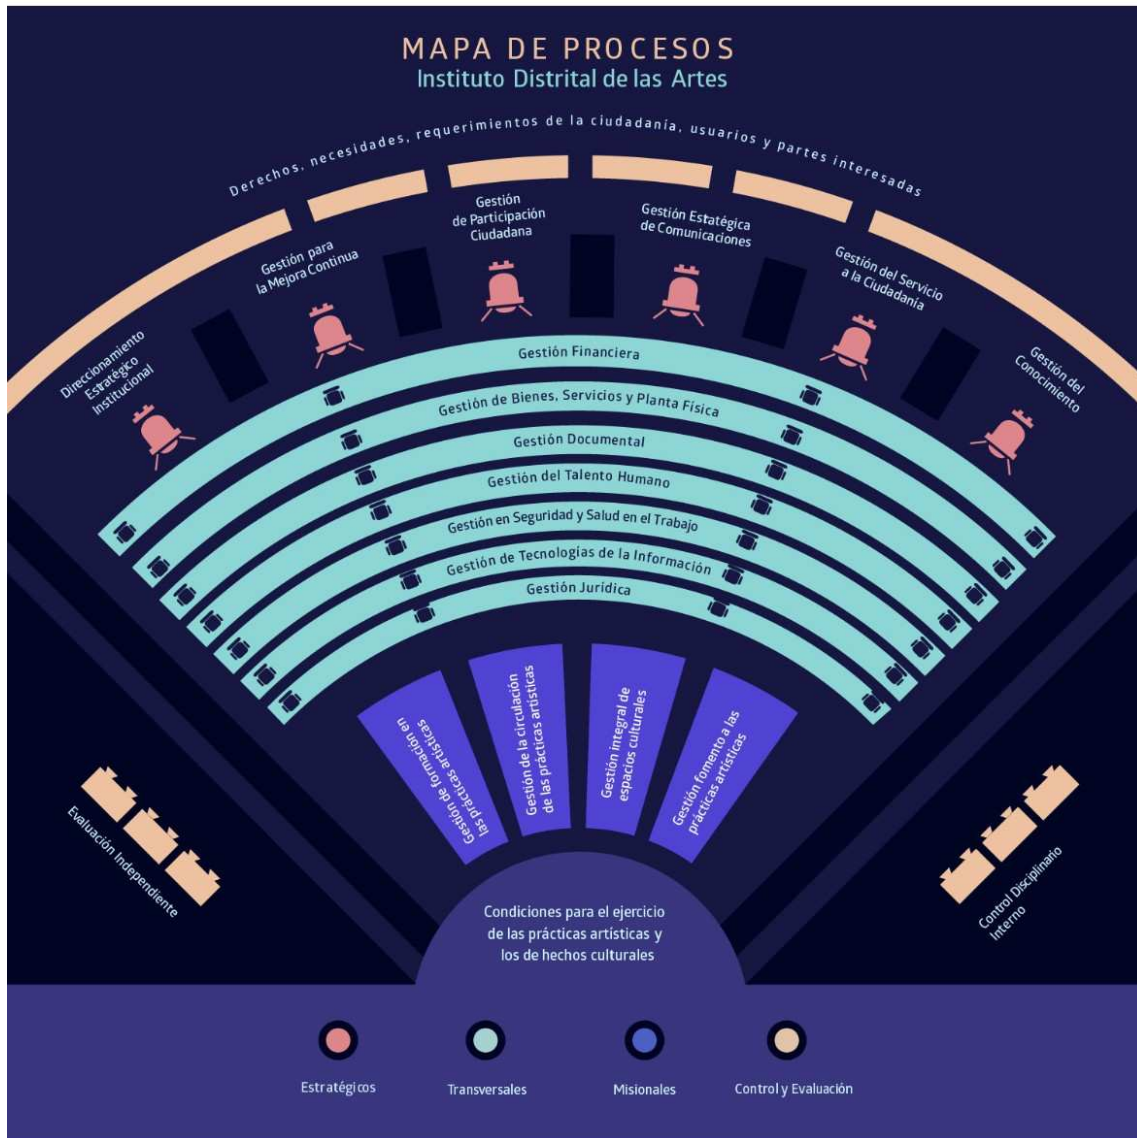 MAPA DE PROCESOS
Instituto Distrital de las Artes
Derechos, necesidades, requerimientos de la ciudadanía, usuarios y partes interesadas
Direccionamiento
Estratégico
Institucional
Gestión para
la Mejora Continua
Gestión
de Participación
Ciudadana
Gestión Estatégica
de Comunicaciones
Gestión del Servicio
a la Ciudadanía
Gestión del
Conocimiento
Gestión Financiera
Gestión de Bienes, Servicios y Planta Física
Gestión Documental
Gestión del Talento Humano
Gestión en Seguridad y Salud en el Trabajo
Gestión de Tecnologías de la Información
Gestión Jurídica
Gestión de formación en
las prácticas artísticas
Gestión de la circulación
de las prácticas artísticas
Gestión integral de
espacios culturales
Gestión fomento a las
prácticas artísticas
Evaluación Independiente
Control Disciplinario
Interno
Condiciones para el ejercicio
de las prácticas artísticas y
los de hechos culturales
Estratégicos
Transversales
Misionales
Control y Evaluación